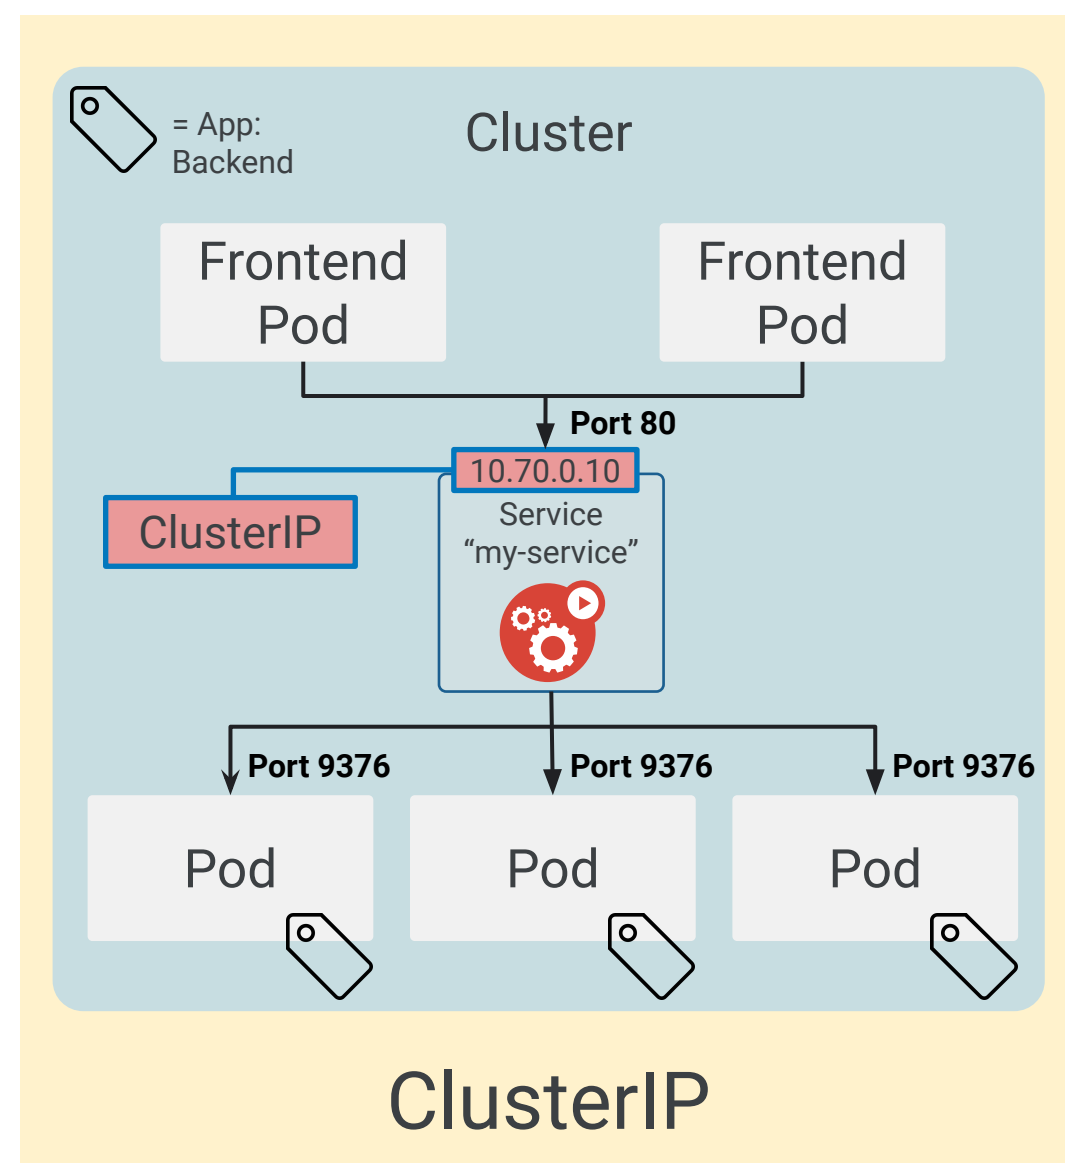 = App:
Backend
Cluster
Frontend
Pod
Frontend
Pod
Port 80
10.70.0.10
ClusterIP
Service
“my-service”
Port 9376
Port 9376
Port 9376
Pod
Pod
Pod
ClusterIP